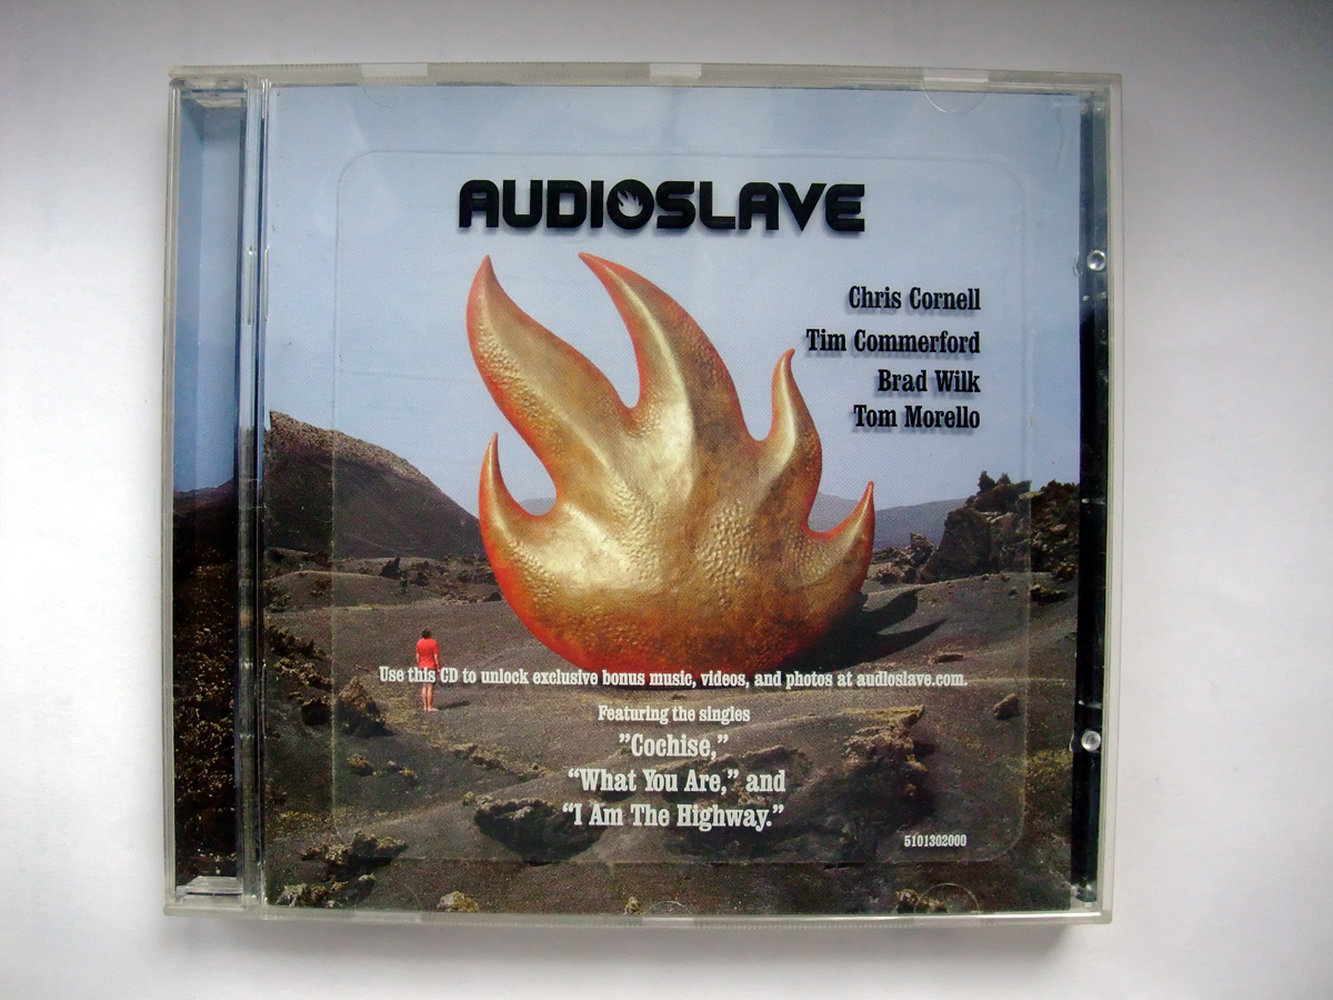 AUDIOSLAVE
Chris Cornell
Tim Commerford
Brad Wilk
Tom Morello
Use this CD to unlock exclusive bonus music, videos, and photos at audioslave.com.
Featuring the singles
”Cochise,”
“What You Are,” and
“I Am The Highway.”
5101302000